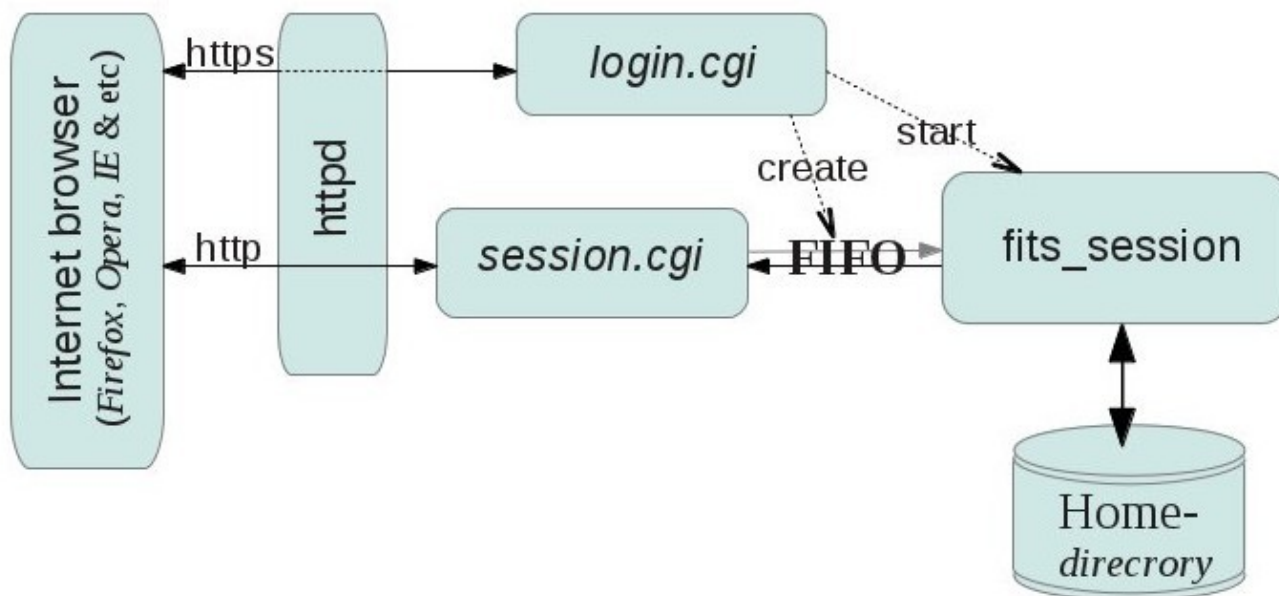 Internet browser
(Firefox, Opera, IE & etc)
https
http
httpd
login.cgi
start
create
session.cgi
FIFO
fits_session
Home-
direcrory